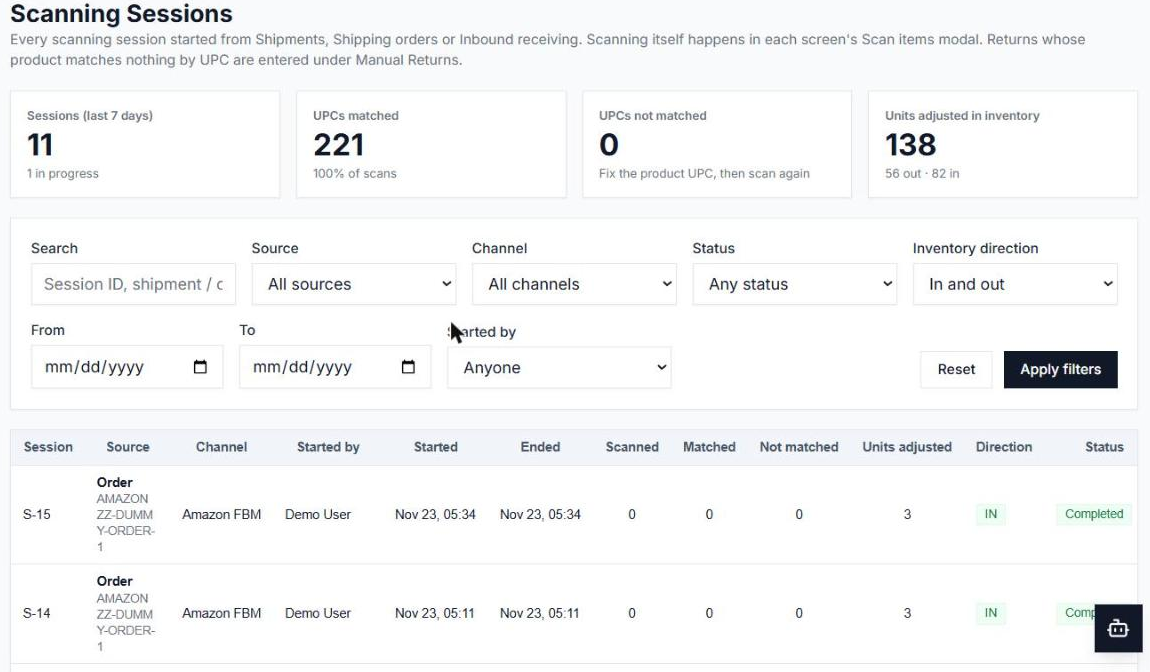 Scanning Sessions
Every scanning session started from Shipments, Shipping orders or Inbound receiving. Scanning itself happens in each screen's Scan items modal. Returns whose
product matches nothing by UPC are entered under Manual Returns.
Sessions (last 7 days)
11
1 in progress
UPCs matched
221
100% of scans
UPCs not matched
0
Fix the product UPC, then scan again
Units adjusted in inventory
138
56 out · 82 in
Search
Session ID, shipment / c
Source
All sources
Channel
All channels
Status
Any status
Inventory direction
In and out
From
mm/dd/yyyy
To
mm/dd/yyyy
arted by
Anyone
Reset
Apply filters
Session Source Channel Started by Started Ended Scanned Matched Not matched Units adjusted Direction Status
Order
AMAZON
ZZ-DUMM
Y-ORDER-
1
S-15 Amazon FBM Demo User Nov 23, 05:34 Nov 23, 05:34 0 0 0 3 IN Completed
Order
AMAZON
ZZ-DUMM
Y-ORDER-
1
S-14 Amazon FBM Demo User Nov 23, 05:11 Nov 23, 05:11 0 0 0 3 IN Comp